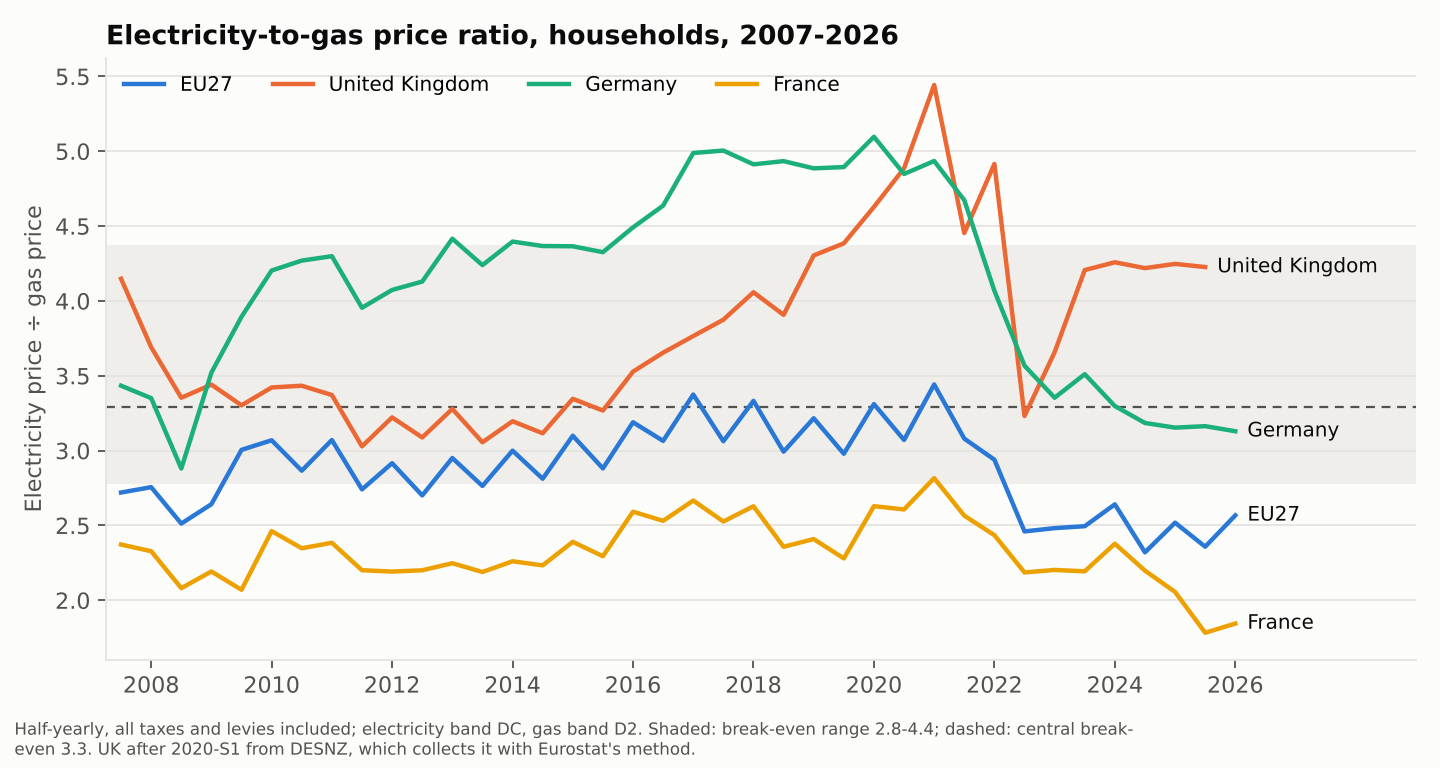 Electricity-to-gas price ratio, households, 2007-2026
EU27 United Kingdom Germany France
Electricity price ÷ gas price
5.5
5.0
4.5
4.0
3.5
3.0
2.5
2.0
United Kingdom
Germany
EU27
France
2008 2010 2012 2014 2016 2018 2020 2022 2024 2026
Half-yearly, all taxes and levies included; electricity band DC, gas band D2. Shaded: break-even range 2.8-4.4; dashed: central break-
even 3.3. UK after 2020-S1 from DESNZ, which collects it with Eurostat's method.